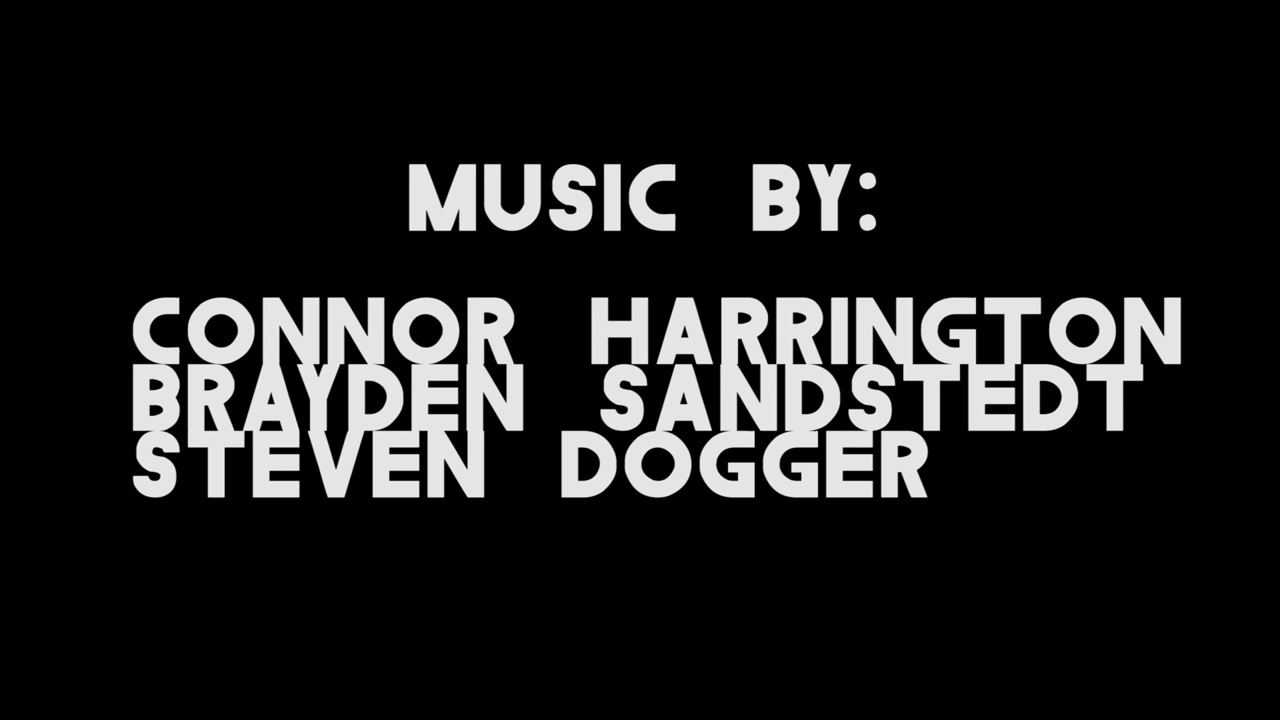 MUSIC BY:
CONNOR HARRINGTON
BRAYDEN SANDSTEDT
STEVEN DOGGER